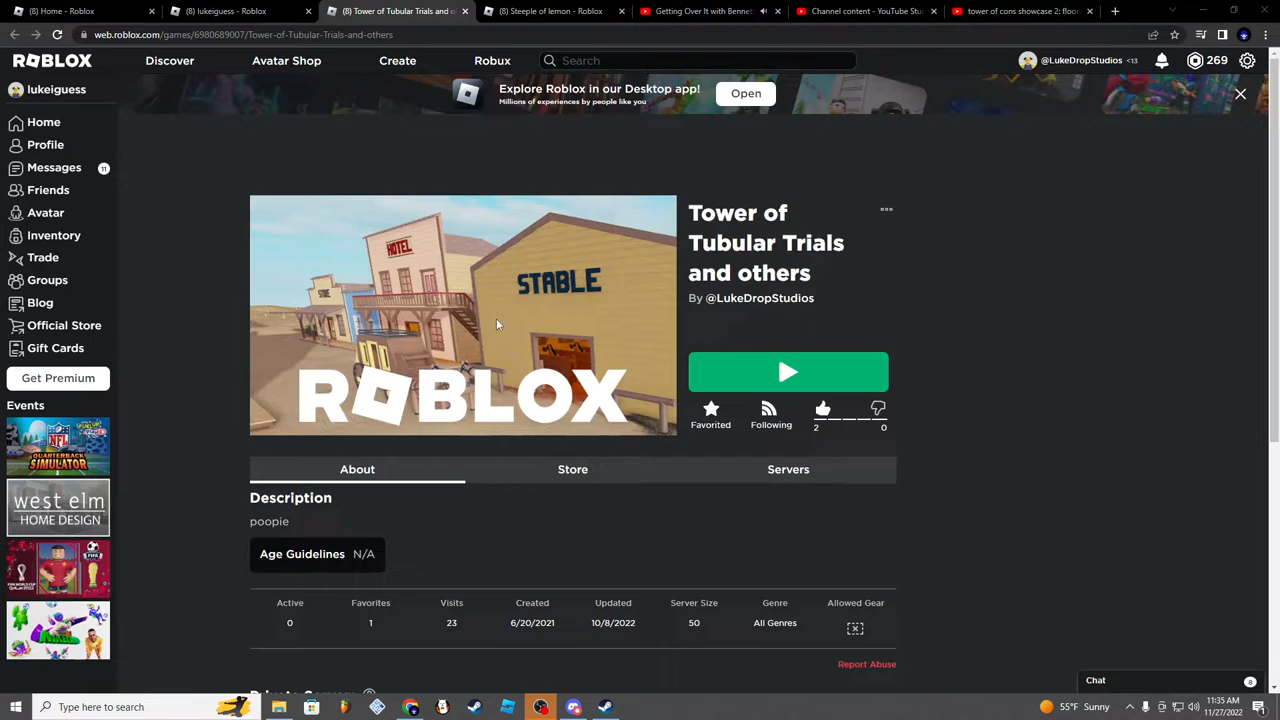 (8) Home - Roblox
(8) lukeiguess - Roblox
(8) Tower of Tubular Trials and o
(8) Steeple of lemon - Roblox
Getting Over It with Bennet
Channel content - YouTube Stu
tower of cons showcase 2: floor
web.roblox.com/games/6980689007/Tower-of-Tubular-Trials-and-others
ROBLOX
Discover
Avatar Shop
Create
Robux
Search
@LukeDropStudios <13
269
Explore Roblox in our Desktop app!
Millions of experiences by people like you
Open
lukeiguess
Home
Profile
Messages 11
Friends
Avatar
Inventory
Trade
Groups
Blog
Official Store
Gift Cards
Get Premium
Events
NFL
QUARTERBACK
SIMULATOR
west elm
HOME DESIGN
HOTEL
STABLE
ROBLOX
Tower of
Tubular Trials
and others
By @LukeDropStudios
Favorited
Following
2
0
About
Store
Servers
Description
poopie
Age Guidelines N/A
Active
Favorites
Visits
Created
Updated
Server Size
Genre
Allowed Gear
0
1
23
6/20/2021
10/8/2022
50
All Genres
Report Abuse
Chat
8
Type here to search
55°F Sunny
11:35 AM
11/27/2022